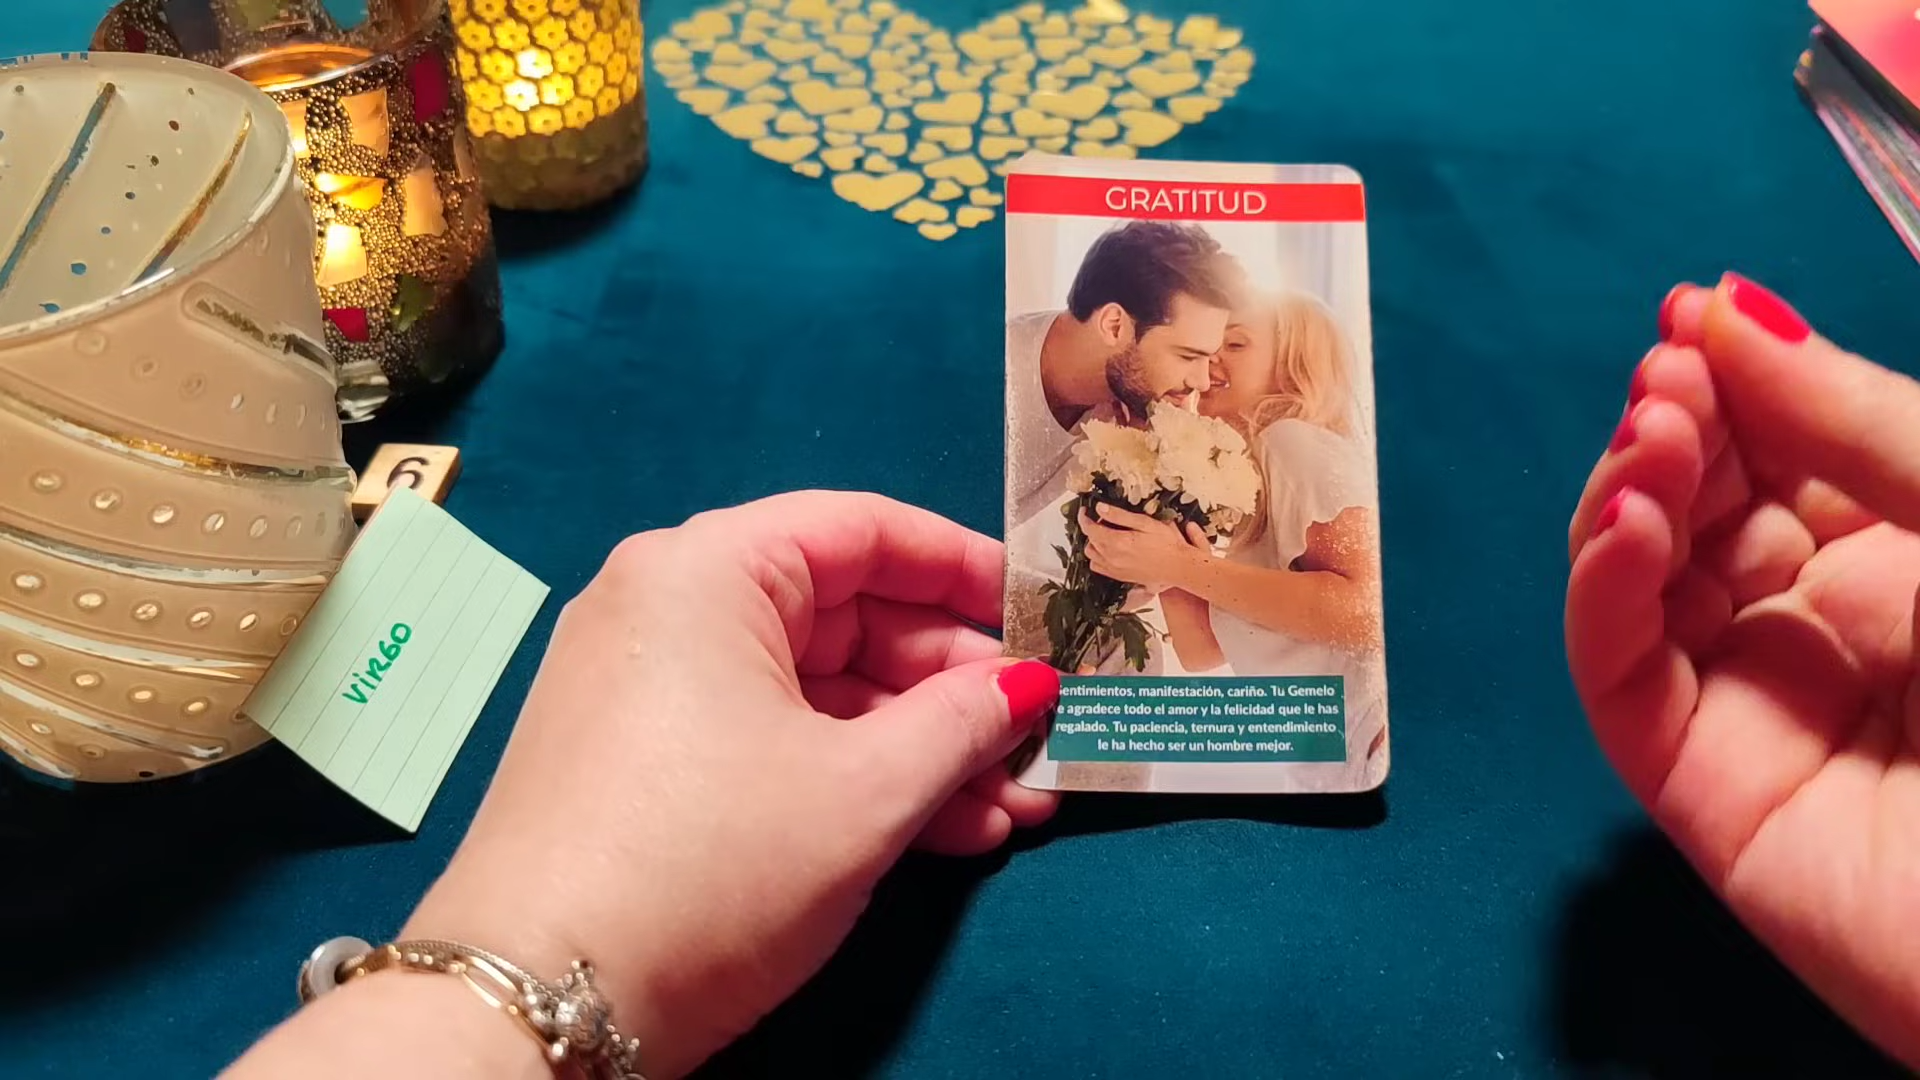 GRATITUD
6
VIRGO
entimientos, manifestación, cariño. Tu Gemelo
e agradece todo el amor y la felicidad que le has
regalado. Tu paciencia, ternura y entendimiento
le ha hecho ser un hombre mejor.